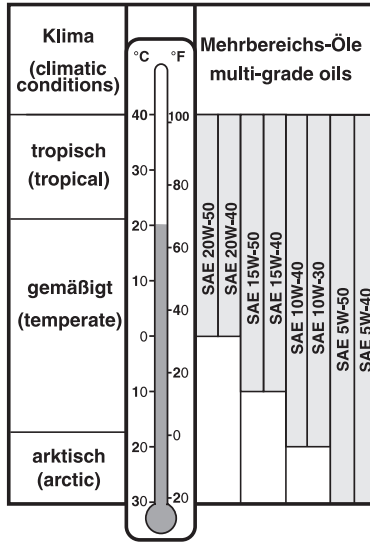 Klima
(climatic
conditions)
°C °F
Mehrbereichs-Öle
multi-grade oils
40
30
20
10
0
10
20
30
100
80
60
40
20
0
-20
tropisch
(tropical)
gemäßigt
(temperate)
arktisch
(arctic)
SAE 20W-50
SAE 20W-40
SAE 15W-50
SAE 15W-40
SAE 10W-40
SAE 10W-30
SAE 5W-50
SAE 5W-40